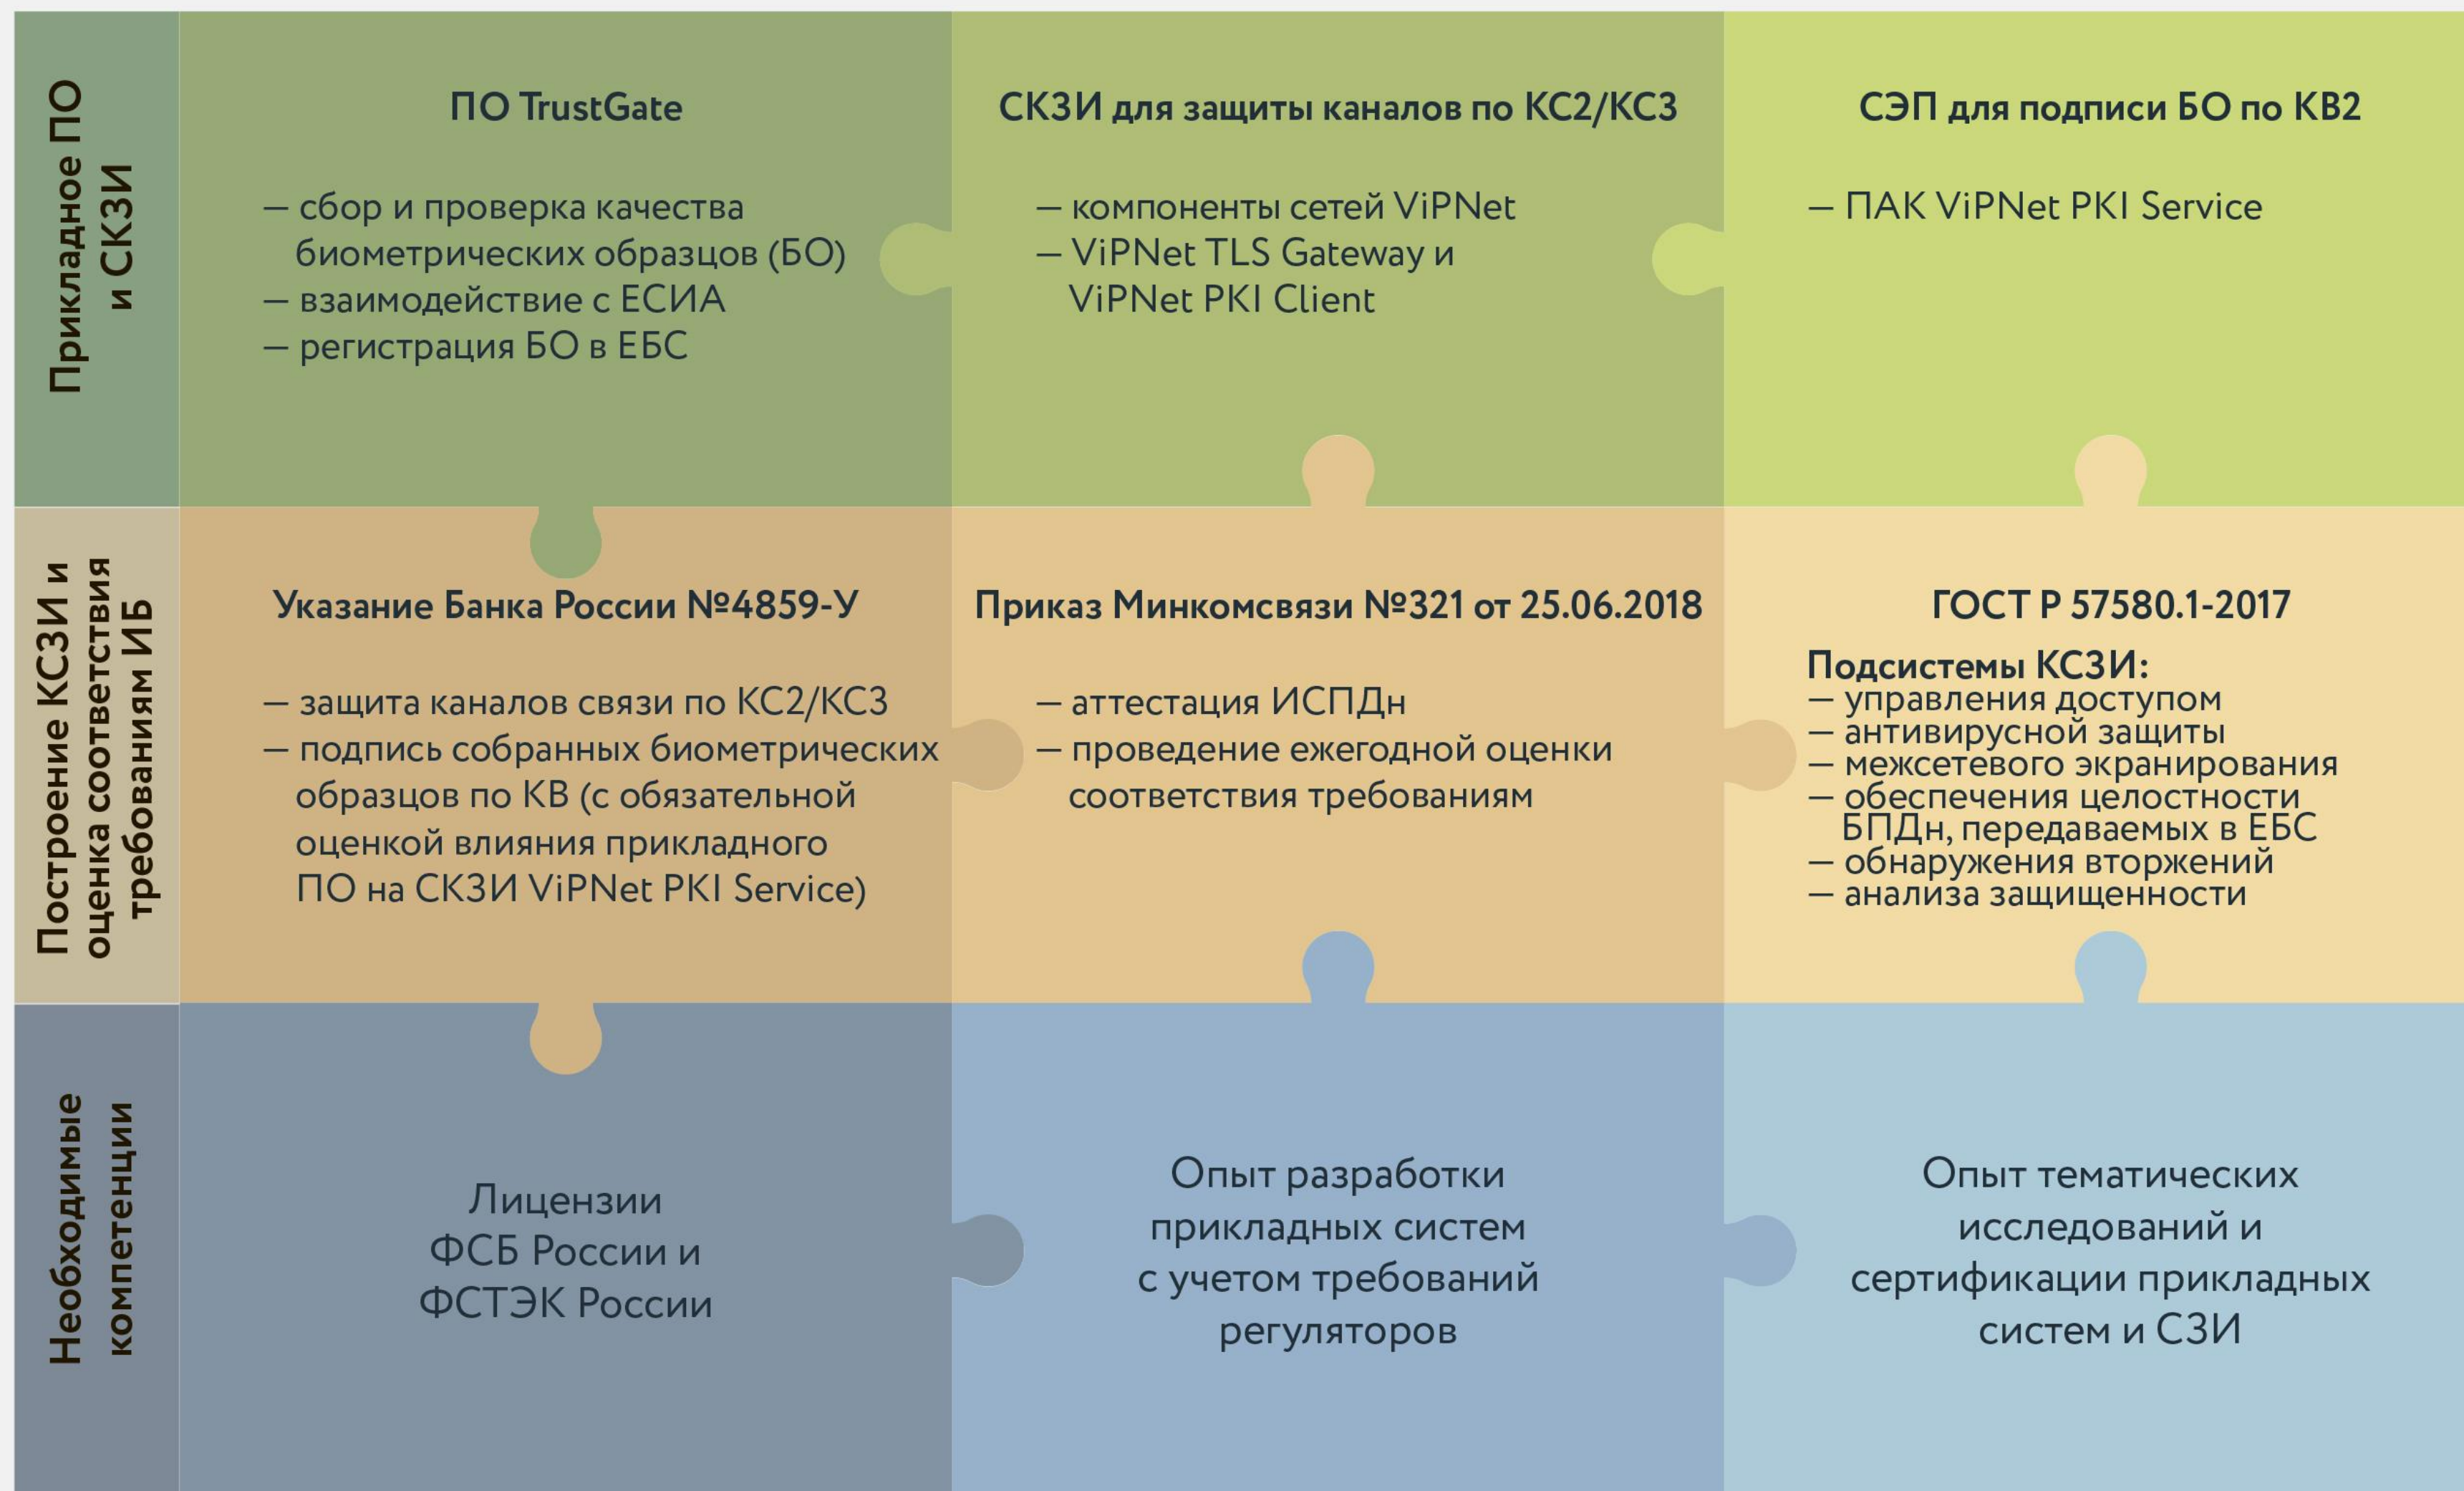 Прикладное ПО
и СКЗИ
ПО TrustGate
— сбор и проверка качества
биометрических образцов (БО)
— взаимодействие с ЕСИА
— регистрация БО в ЕБС
СКЗИ для защиты каналов по КС2/КС3
— компоненты сетей ViPNet
— ViPNet TLS Gateway и
ViPNet PKI Client
СЭП для подписи БО по КВ2
— ПАК ViPNet PKI Service
Построение КСЗИ и
оценка соответствия
требованиям ИБ
Указание Банка России №4859-У
— защита каналов связи по КС2/КС3
— подпись собранных биометрических
образцов по КВ (с обязательной
оценкой влияния прикладного
ПО на СКЗИ ViPNet PKI Service)
Приказ Минкомсвязи №321 от 25.06.2018
— аттестация ИСПДн
— проведение ежегодной оценки
соответствия требованиям
ГОСТ Р 57580.1-2017
Подсистемы КСЗИ:
— управления доступом
— антивирусной защиты
— межсетевого экранирования
— обеспечения целостности
БПДн, передаваемых в ЕБС
— обнаружения вторжений
— анализа защищенности
Необходимые
компетенции
Лицензии
ФСБ России и
ФСТЭК России
Опыт разработки
прикладных систем
с учетом требований
регуляторов
Опыт тематических
исследований и
сертификации прикладных
систем и СЗИ